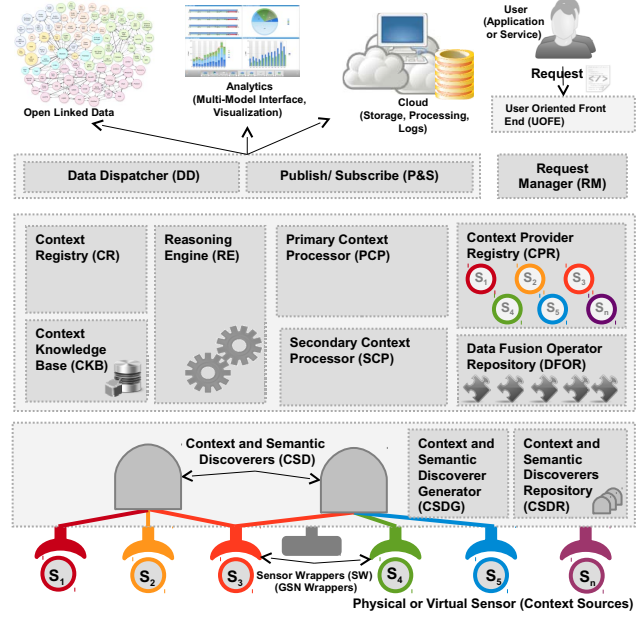 User
(Application
or Service)
Request
Open Linked Data
Analytics
(Multi-Model Interface,
Visualization)
Cloud
(Storage, Processing,
Logs)
User Oriented Front
End (UOFE)
Data Dispatcher (DD)
Publish/ Subscribe (P&S)
Request
Manager (RM)
Context
Registry (CR)
Reasoning
Engine (RE)
Primary Context
Processor (PCP)
Context Provider
Registry (CPR)
S1
S2
S3
S4
S5
Sn
Context
Knowledge
Base (CKB)
Secondary Context
Processor (SCP)
Data Fusion Operator
Repository (DFOR)
Context and Semantic
Discoverers (CSD)
Context and
Semantic
Discoverer
Generator
(CSDG)
Context and
Semantic
Discoverers
Repository
(CSDR)
S1
S2
S3
S4
S5
Sn
Sensor Wrappers (SW)
(GSN Wrappers)
Physical or Virtual Sensor (Context Sources)